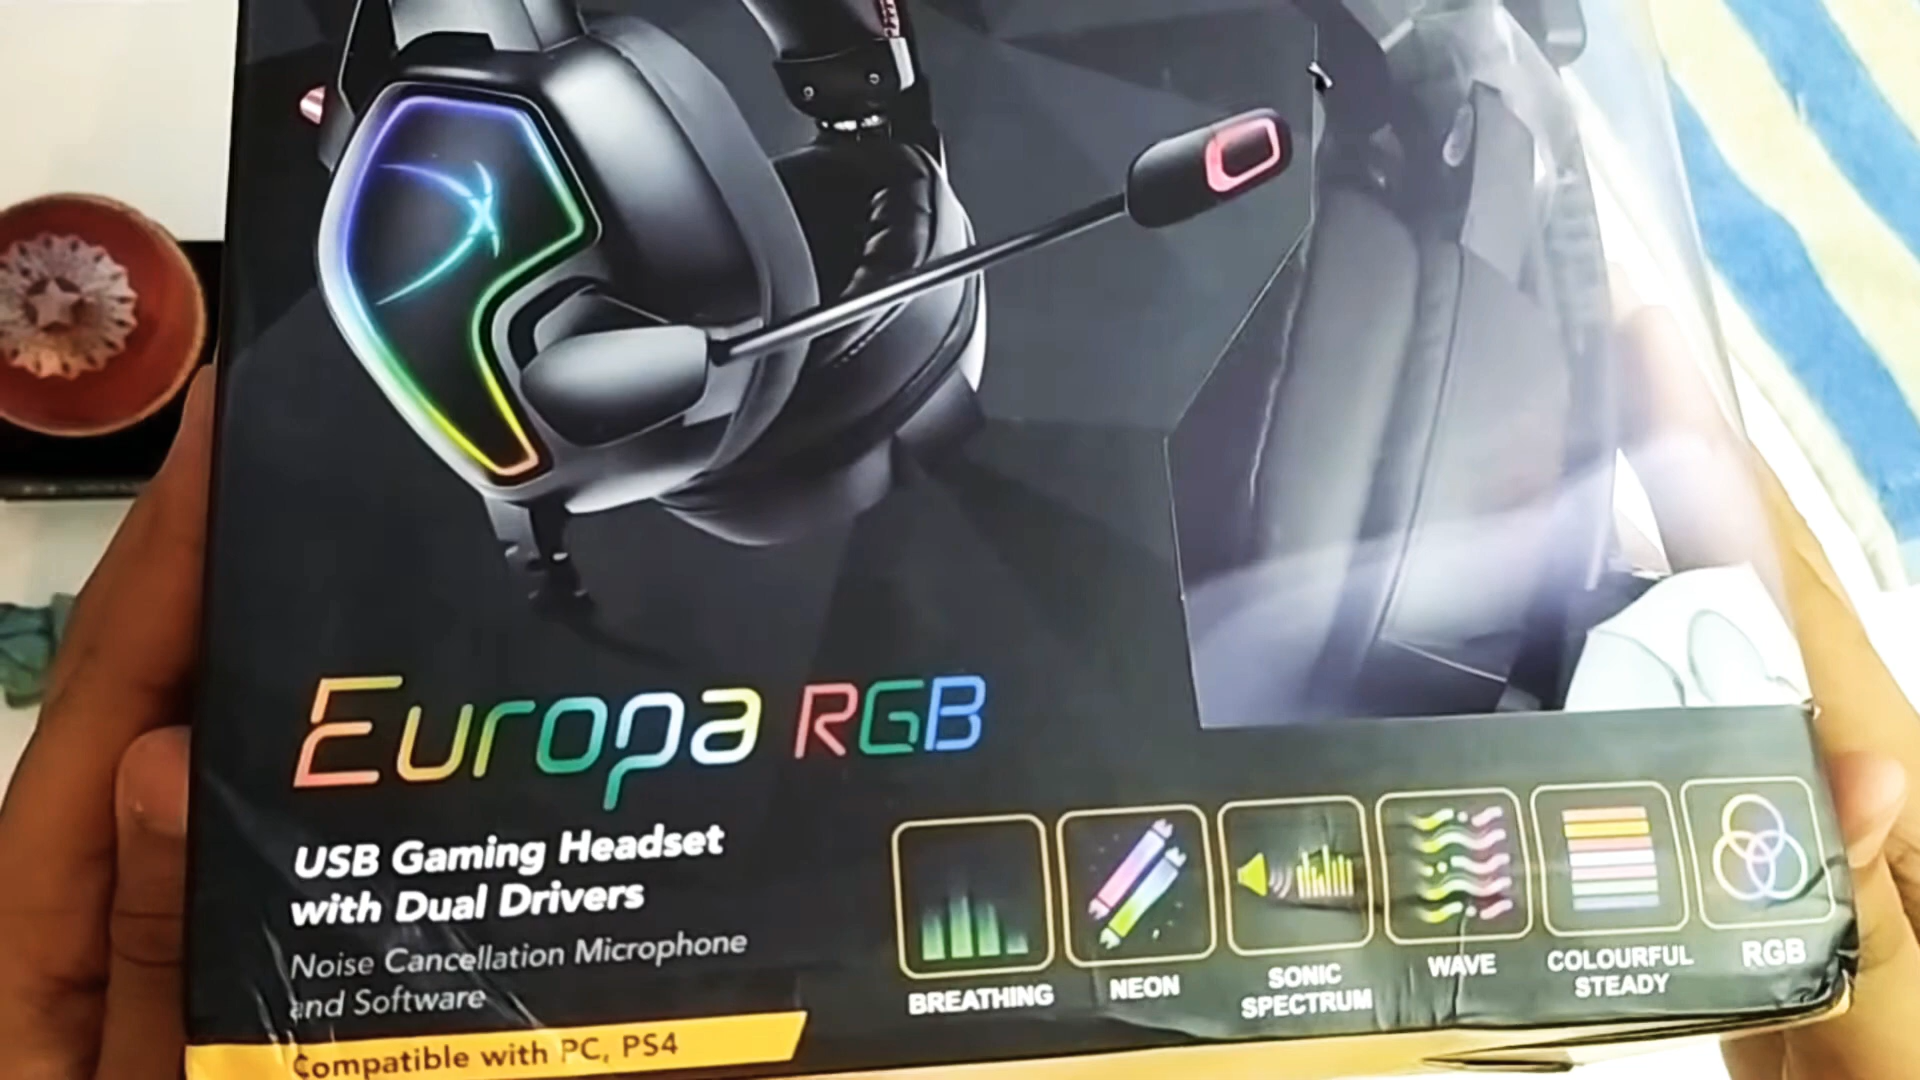 Europa RGB
USB Gaming Headset
with Dual Drivers
Noise Cancellation Microphone
and Software
Compatible with PC, PS4
BREATHING
NEON
SONIC
SPECTRUM
WAVE
COLOURFUL
STEADY
RGB